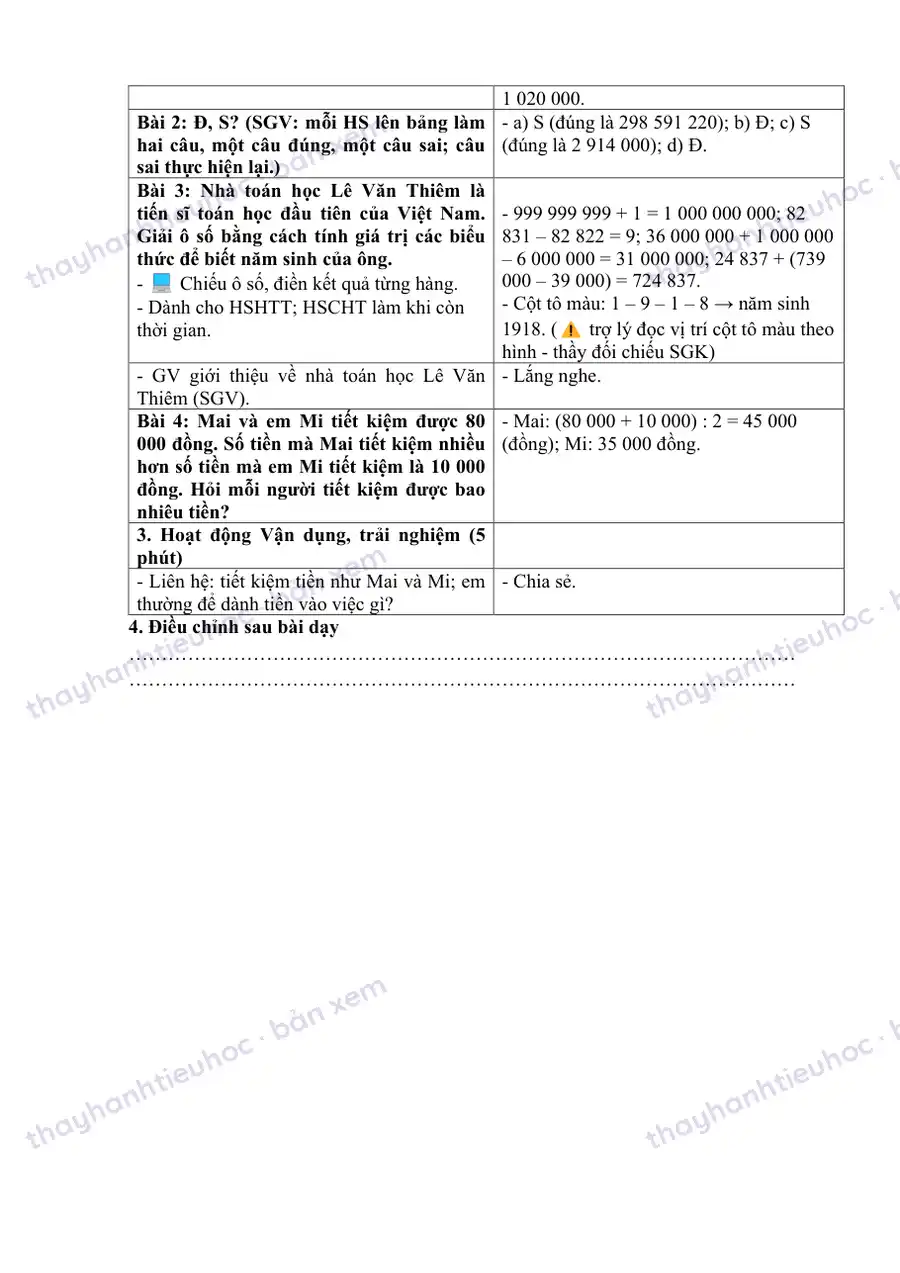 1 020 000.
Bài 2: Đ, S? (SGV: mỗi HS lên bảng làm
hai câu, một câu đúng, một câu sai; câu
sai thực hiện lại.)
- a) S (đúng là 298 591 220); b) Đ; c) S
(đúng là 2 914 000); d) Đ.
Bài 3: Nhà toán học Lê Văn Thiêm là
tiến sĩ toán học đầu tiên của Việt Nam.
Giải ô số bằng cách tính giá trị các biểu
thức để biết năm sinh của ông.
- 💻 Chiếu ô số, điền kết quả từng hàng.
- Dành cho HSHTT; HSCHT làm khi còn
thời gian.
- 999 999 999 + 1 = 1 000 000 000; 82
831 – 82 822 = 9; 36 000 000 + 1 000 000
– 6 000 000 = 31 000 000; 24 837 + (739
000 – 39 000) = 724 837.
- Cột tô màu: 1 – 9 – 1 – 8 → năm sinh
1918. (⚠ trợ lý đọc vị trí cột tô màu theo
hình - thầy đối chiếu SGK)
- GV giới thiệu về nhà toán học Lê Văn
Thiêm (SGV).
- Lắng nghe.
Bài 4: Mai và em Mi tiết kiệm được 80
000 đồng. Số tiền mà Mai tiết kiệm nhiều
hơn số tiền mà em Mi tiết kiệm là 10 000
đồng. Hỏi mỗi người tiết kiệm được bao
nhiêu tiền?
- Mai: (80 000 + 10 000) : 2 = 45 000
(đồng); Mi: 35 000 đồng.
3. Hoạt động Vận dụng, trải nghiệm (5
phút)
- Liên hệ: tiết kiệm tiền như Mai và Mi; em
thường để dành tiền vào việc gì?
- Chia sẻ.
4. Điều chỉnh sau bài dạy
……………………………………………………………………………………
……………………………………………………………………………………
thayhanhtieuhoc · bản xem
thayhanhtieuhoc · b
thayhanhtieuhoc · bản xem
thayhanhtieuhoc · b
thayhanhtieuhoc · bản xem
thayhanhtieuhoc · b